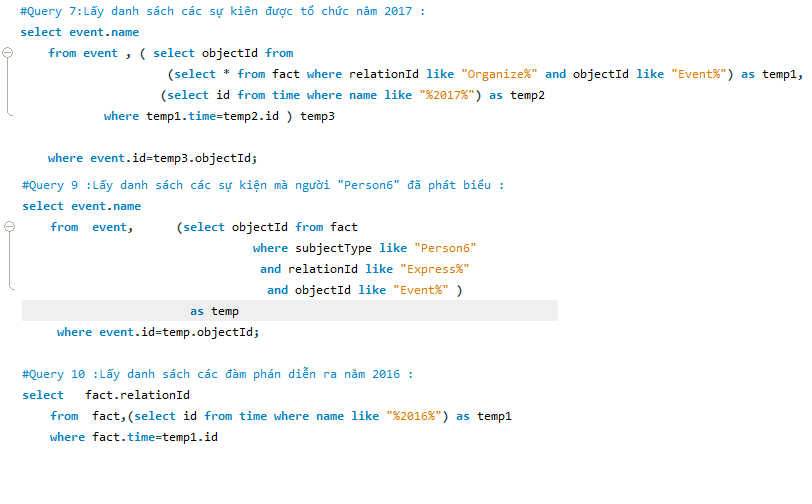 #Query 7:Lấy danh sách các sự kiên được tổ chức năm 2017 :
select event.name
from event , ( select objectId from
(select * from fact where relationId like "Organize%" and objectId like "Event%") as temp1,
(select id from time where name like "%2017%") as temp2
where temp1.time=temp2.id ) temp3
where event.id=temp3.objectId;
#Query 9 :Lấy danh sách các sự kiện mà người "Person6" đã phát biểu :
select event.name
from event, (select objectId from fact
where subjectType like "Person6"
and relationId like "Express%"
and objectId like "Event%" )
as temp
where event.id=temp.objectId;
#Query 10 :Lấy danh sách các đàm phán diễn ra năm 2016 :
select fact.relationId
from fact,(select id from time where name like "%2016%") as temp1
where fact.time=temp1.id